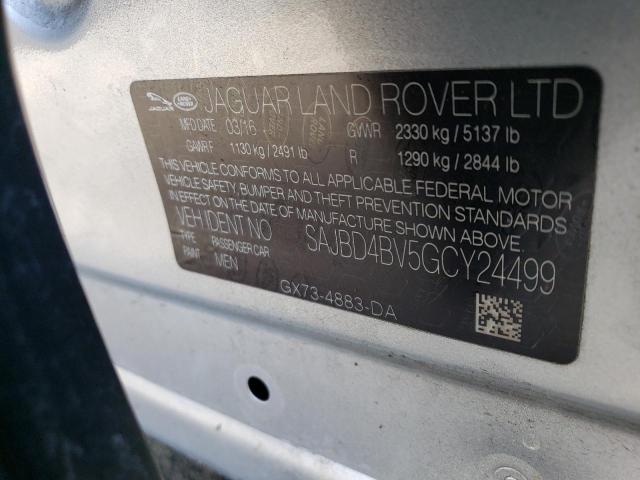 JAGUAR LAND ROVER JAGUAR LAND ROVER LTD
MFD DATE 03/16 GVWR 2330 kg / 5137 lb
GAWR F 1130 kg / 2491 lb R 1290 kg / 2844 lb
THIS VEHICLE CONFORMS TO ALL APPLICABLE FEDERAL MOTOR
VEHICLE SAFETY, BUMPER AND THEFT PREVENTION STANDARDS
IN EFFECT ON THE DATE OF MANUFACTURE SHOWN ABOVE.
VEH IDENT NO SAJBD4BV5GCY24499
TYPE PASSENGER CAR
PAINT MEN
GX73-4883-DA